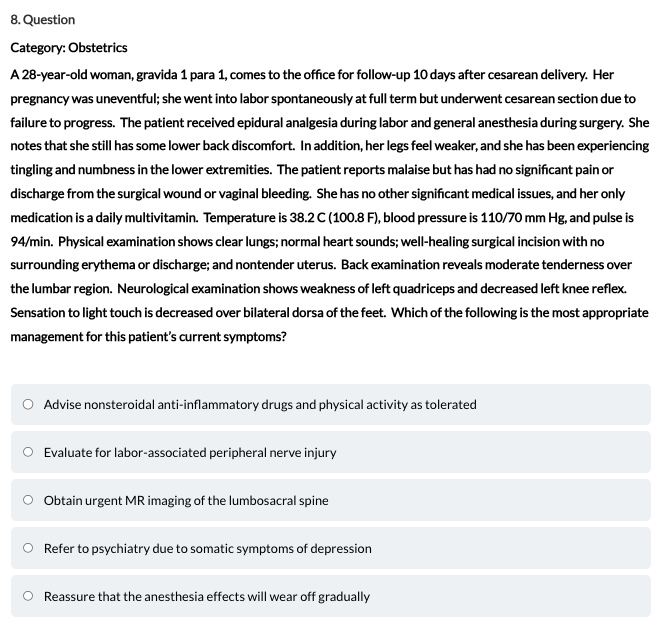 8. Question
Category: Obstetrics
A 28-year-old woman, gravida 1 para 1, comes to the office for follow-up 10 days after cesarean delivery. Her
pregnancy was uneventful; she went into labor spontaneously at full term but underwent cesarean section due to
failure to progress. The patient received epidural analgesia during labor and general anesthesia during surgery. She
notes that she still has some lower back discomfort. In addition, her legs feel weaker, and she has been experiencing
tingling and numbness in the lower extremities. The patient reports malaise but has had no significant pain or
discharge from the surgical wound or vaginal bleeding. She has no other significant medical issues, and her only
medication is a daily multivitamin. Temperature is 38.2 C (100.8 F), blood pressure is 110/70 mm Hg, and pulse is
94/min. Physical examination shows clear lungs; normal heart sounds; well-healing surgical incision with no
surrounding erythema or discharge; and nontender uterus. Back examination reveals moderate tenderness over
the lumbar region. Neurological examination shows weakness of left quadriceps and decreased left knee reflex.
Sensation to light touch is decreased over bilateral dorsa of the feet. Which of the following is the most appropriate
management for this patient's current symptoms?
Advise nonsteroidal anti-inflammatory drugs and physical activity as tolerated
Evaluate for labor-associated peripheral nerve injury
Obtain urgent MR imaging of the lumbosacral spine
Refer to psychiatry due to somatic symptoms of depression
Reassure that the anesthesia effects will wear off gradually